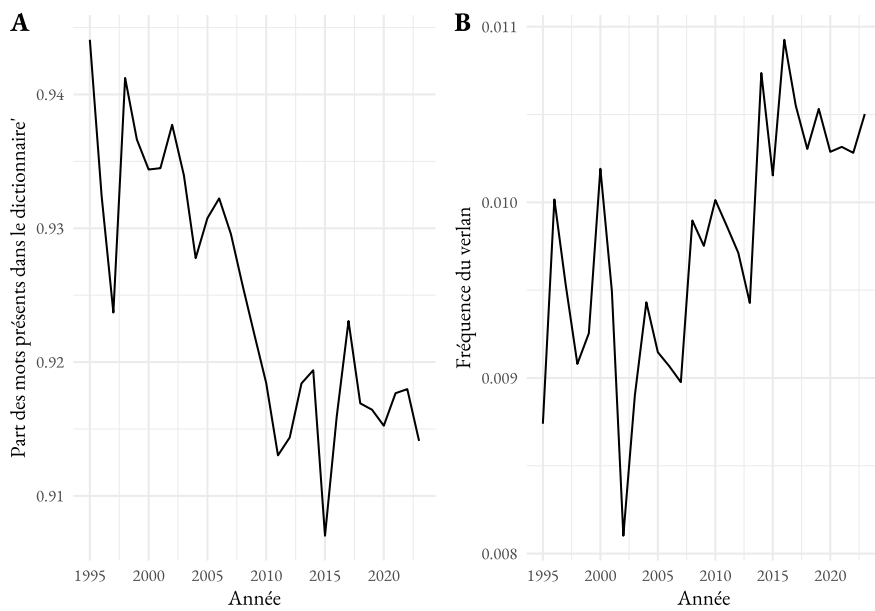 A
Part des mots présents dans le dictionnaire'
0.94
0.93
0.92
0.91
1995 2000 2005 2010 2015 2020
Année
B
Fréquence du verlan
0.011
0.010
0.009
0.008
1995 2000 2005 2010 2015 2020
Année